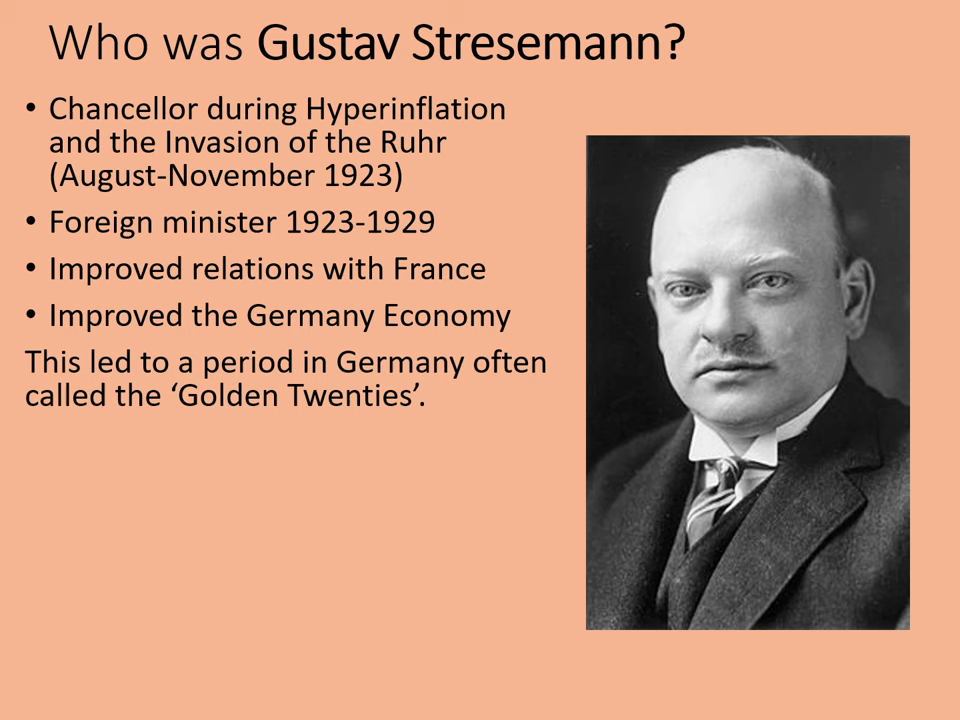 Who was Gustav Stresemann?
• Chancellor during Hyperinflation
and the Invasion of the Ruhr
(August-November 1923)
• Foreign minister 1923-1929
• Improved relations with France
• Improved the Germany Economy
This led to a period in Germany often
called the ‘Golden Twenties’.